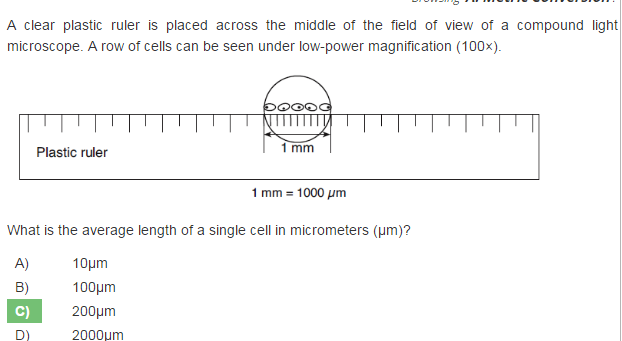 A clear plastic ruler is placed across the middle of the field of view of a compound light
microscope. A row of cells can be seen under low-power magnification (100×).
1 mm
Plastic ruler
1 mm = 1000 µm
What is the average length of a single cell in micrometers (µm)?
A) 10µm
B) 100µm
C) 200µm
D) 2000µm